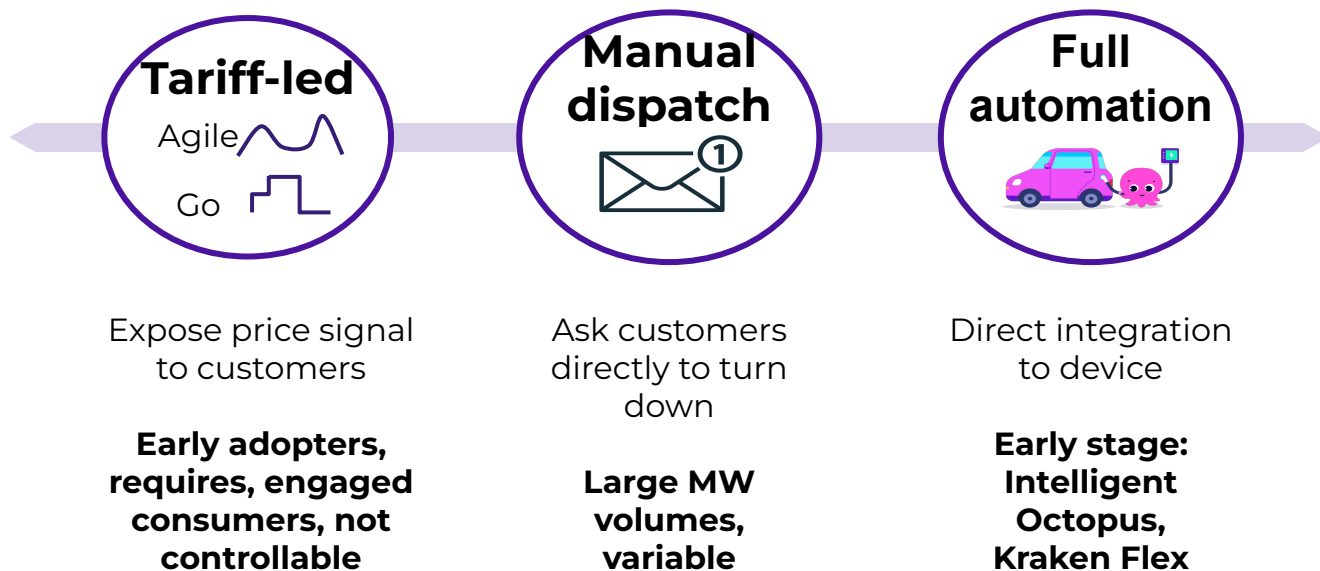 Tariff-led
Agile
Go
Expose price signal
to customers
Early adopters,
requires, engaged
consumers, not
controllable
Manual
dispatch
1
Ask customers
directly to turn
down
Large MW
volumes,
variable
Full
automation
Direct integration
to device
Early stage:
Intelligent
Octopus,
Kraken Flex